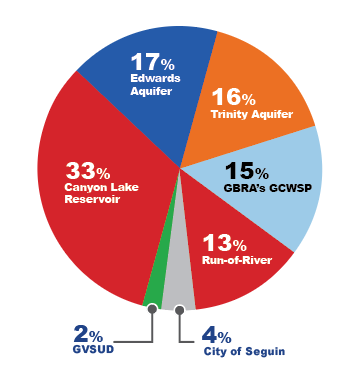 17%
Edwards
Aquifer
16%
Trinity Aquifer
15%
GBRA's GCWSP
13%
Run-of-River
4%
City of Seguin
2%
GVSUD
33%
Canyon Lake
Reservoir